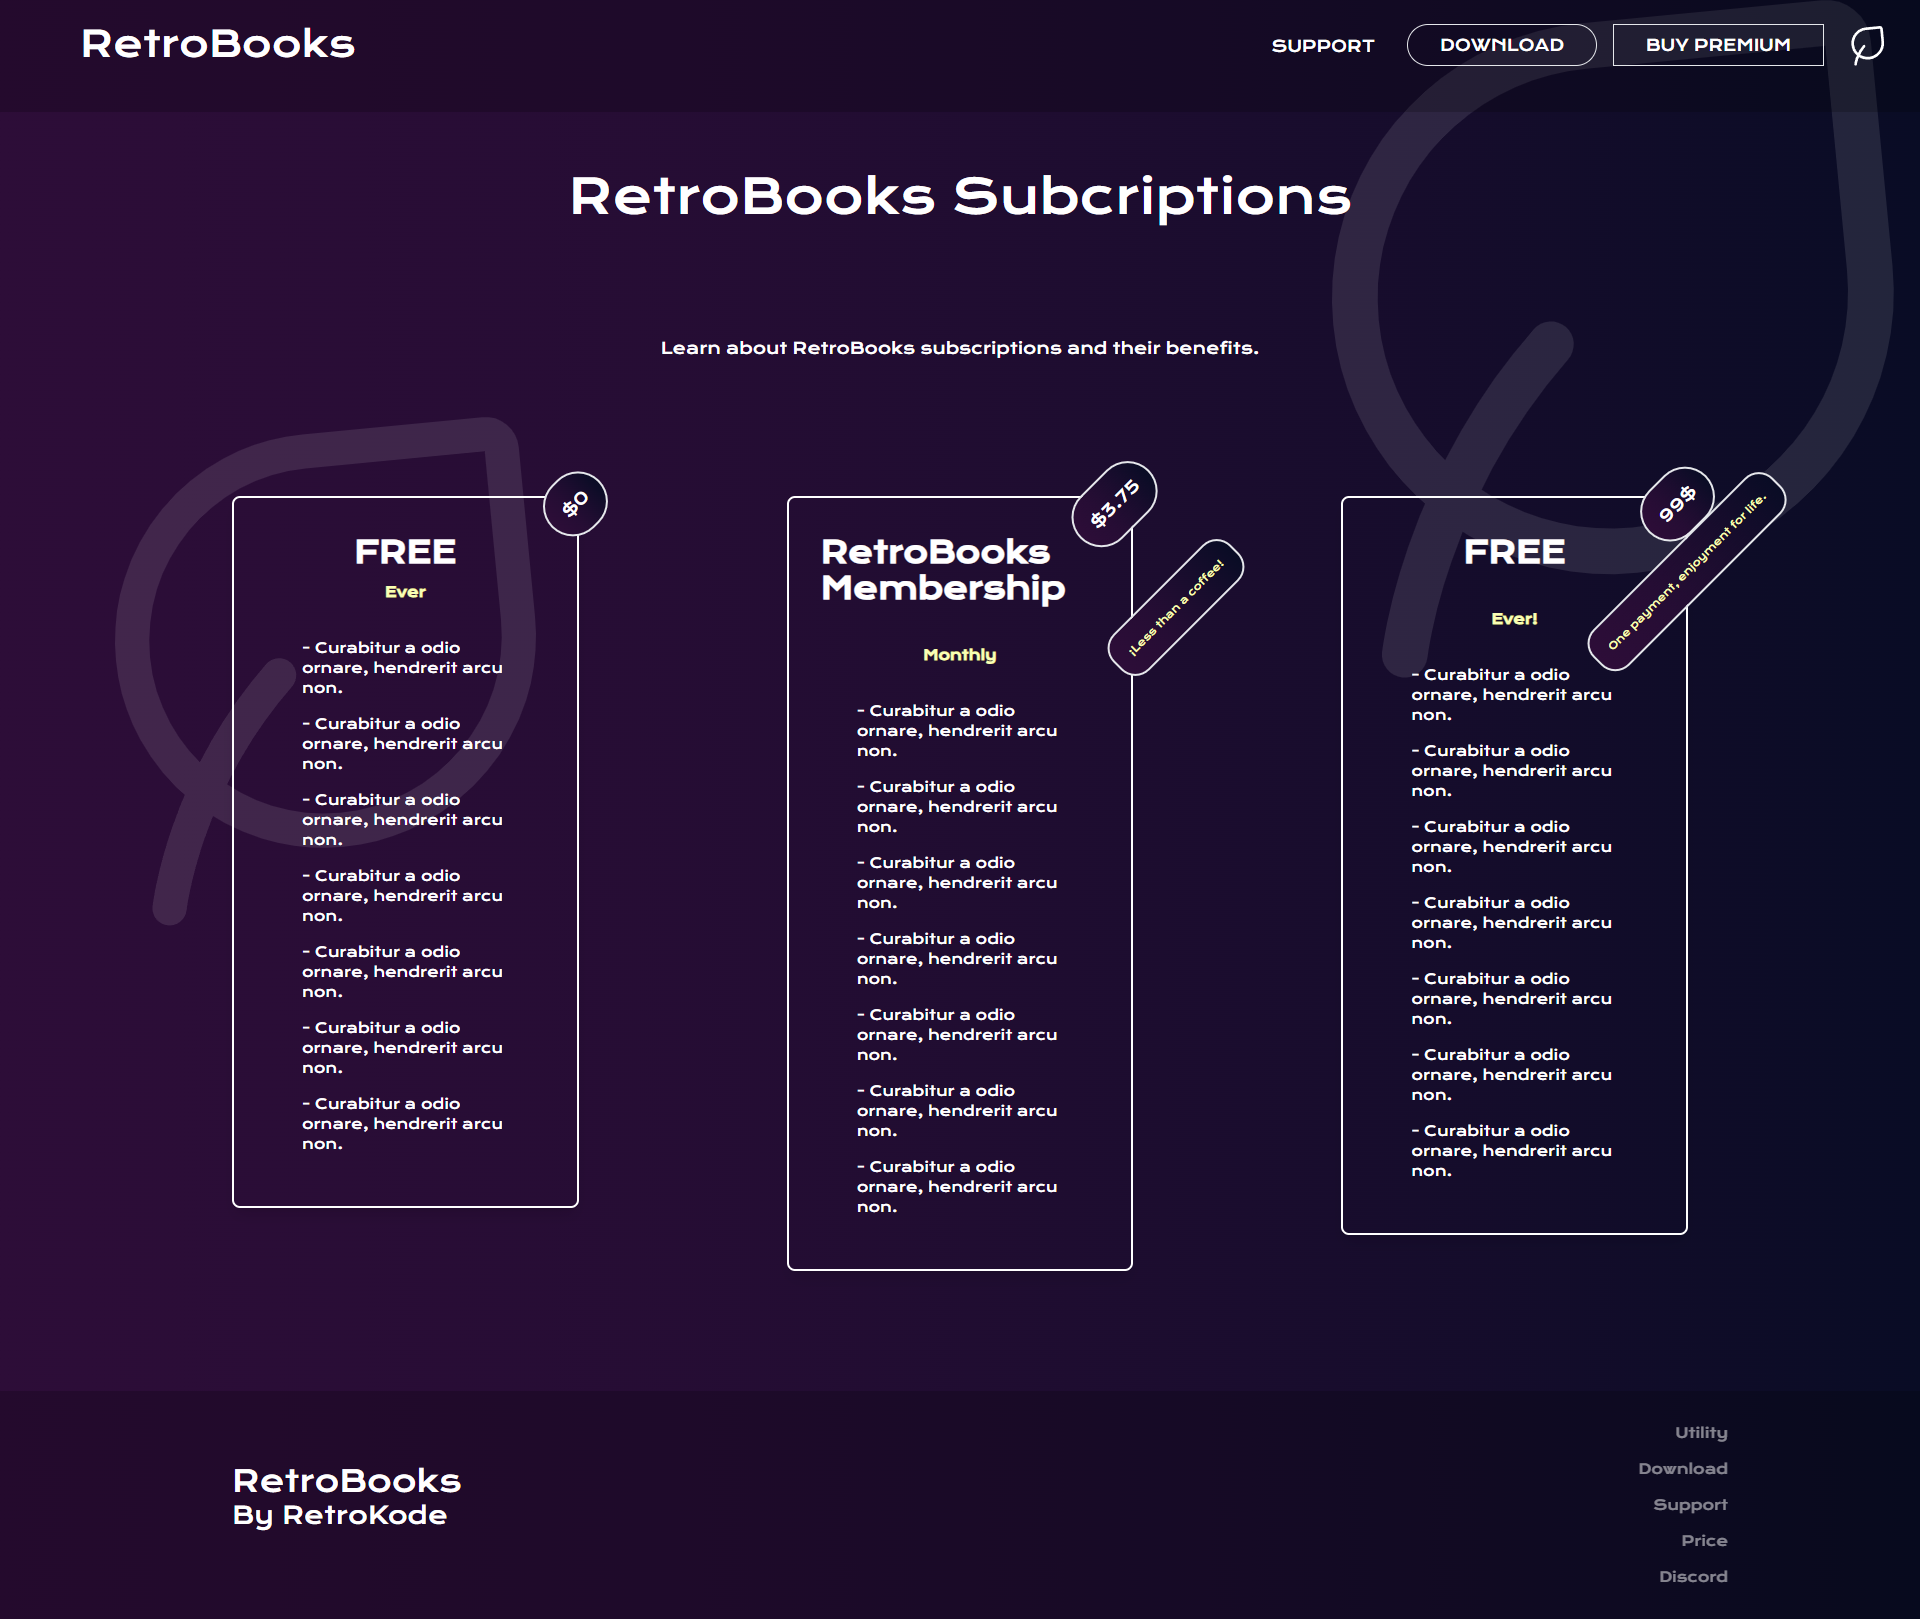 RetroBooks
SUPPORT
DOWNLOAD
BUY PREMIUM
RetroBooks Subcriptions
Learn about RetroBooks subscriptions and their benefits.
$0
FREE
Ever
- Curabitur a odio
ornare, hendrerit arcu
non.
- Curabitur a odio
ornare, hendrerit arcu
non.
- Curabitur a odio
ornare, hendrerit arcu
non.
- Curabitur a odio
ornare, hendrerit arcu
non.
- Curabitur a odio
ornare, hendrerit arcu
non.
- Curabitur a odio
ornare, hendrerit arcu
non.
- Curabitur a odio
ornare, hendrerit arcu
non.
$3.75
¡Less than a coffee!
RetroBooks
Membership
Monthly
- Curabitur a odio
ornare, hendrerit arcu
non.
- Curabitur a odio
ornare, hendrerit arcu
non.
- Curabitur a odio
ornare, hendrerit arcu
non.
- Curabitur a odio
ornare, hendrerit arcu
non.
- Curabitur a odio
ornare, hendrerit arcu
non.
- Curabitur a odio
ornare, hendrerit arcu
non.
- Curabitur a odio
ornare, hendrerit arcu
non.
99$
One payment, enjoyment for life.
FREE
Ever!
- Curabitur a odio
ornare, hendrerit arcu
non.
- Curabitur a odio
ornare, hendrerit arcu
non.
- Curabitur a odio
ornare, hendrerit arcu
non.
- Curabitur a odio
ornare, hendrerit arcu
non.
- Curabitur a odio
ornare, hendrerit arcu
non.
- Curabitur a odio
ornare, hendrerit arcu
non.
- Curabitur a odio
ornare, hendrerit arcu
non.
RetroBooks
By RetroKode
Utility
Download
Support
Price
Discord